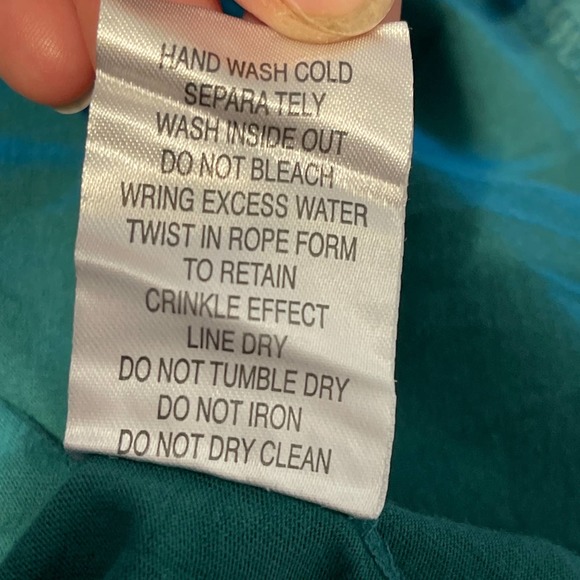 HAND WASH COLD
SEPARA TELY
WASH INSIDE OUT
DO NOT BLEACH
WRING EXCESS WATER
TWIST IN ROPE FORM
TO RETAIN
CRINKLE EFFECT
LINE DRY
DO NOT TUMBLE DRY
DO NOT IRON
DO NOT DRY CLEAN